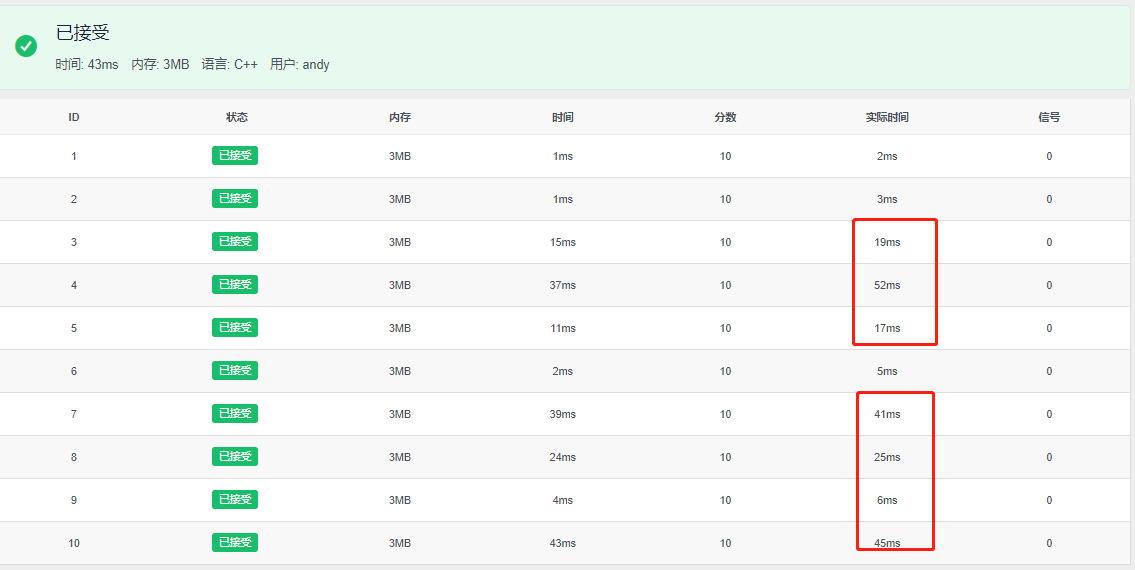 已接受
时间: 43ms 内存: 3MB 语言: C++ 用户: andy
ID 状态 内存 时间 分数 实际时间 信号
1 已接受 3MB 1ms 10 2ms 0
2 已接受 3MB 1ms 10 3ms 0
3 已接受 3MB 15ms 10 19ms 0
4 已接受 3MB 37ms 10 52ms 0
5 已接受 3MB 11ms 10 17ms 0
6 已接受 3MB 2ms 10 5ms 0
7 已接受 3MB 39ms 10 41ms 0
8 已接受 3MB 24ms 10 25ms 0
9 已接受 3MB 4ms 10 6ms 0
10 已接受 3MB 43ms 10 45ms 0